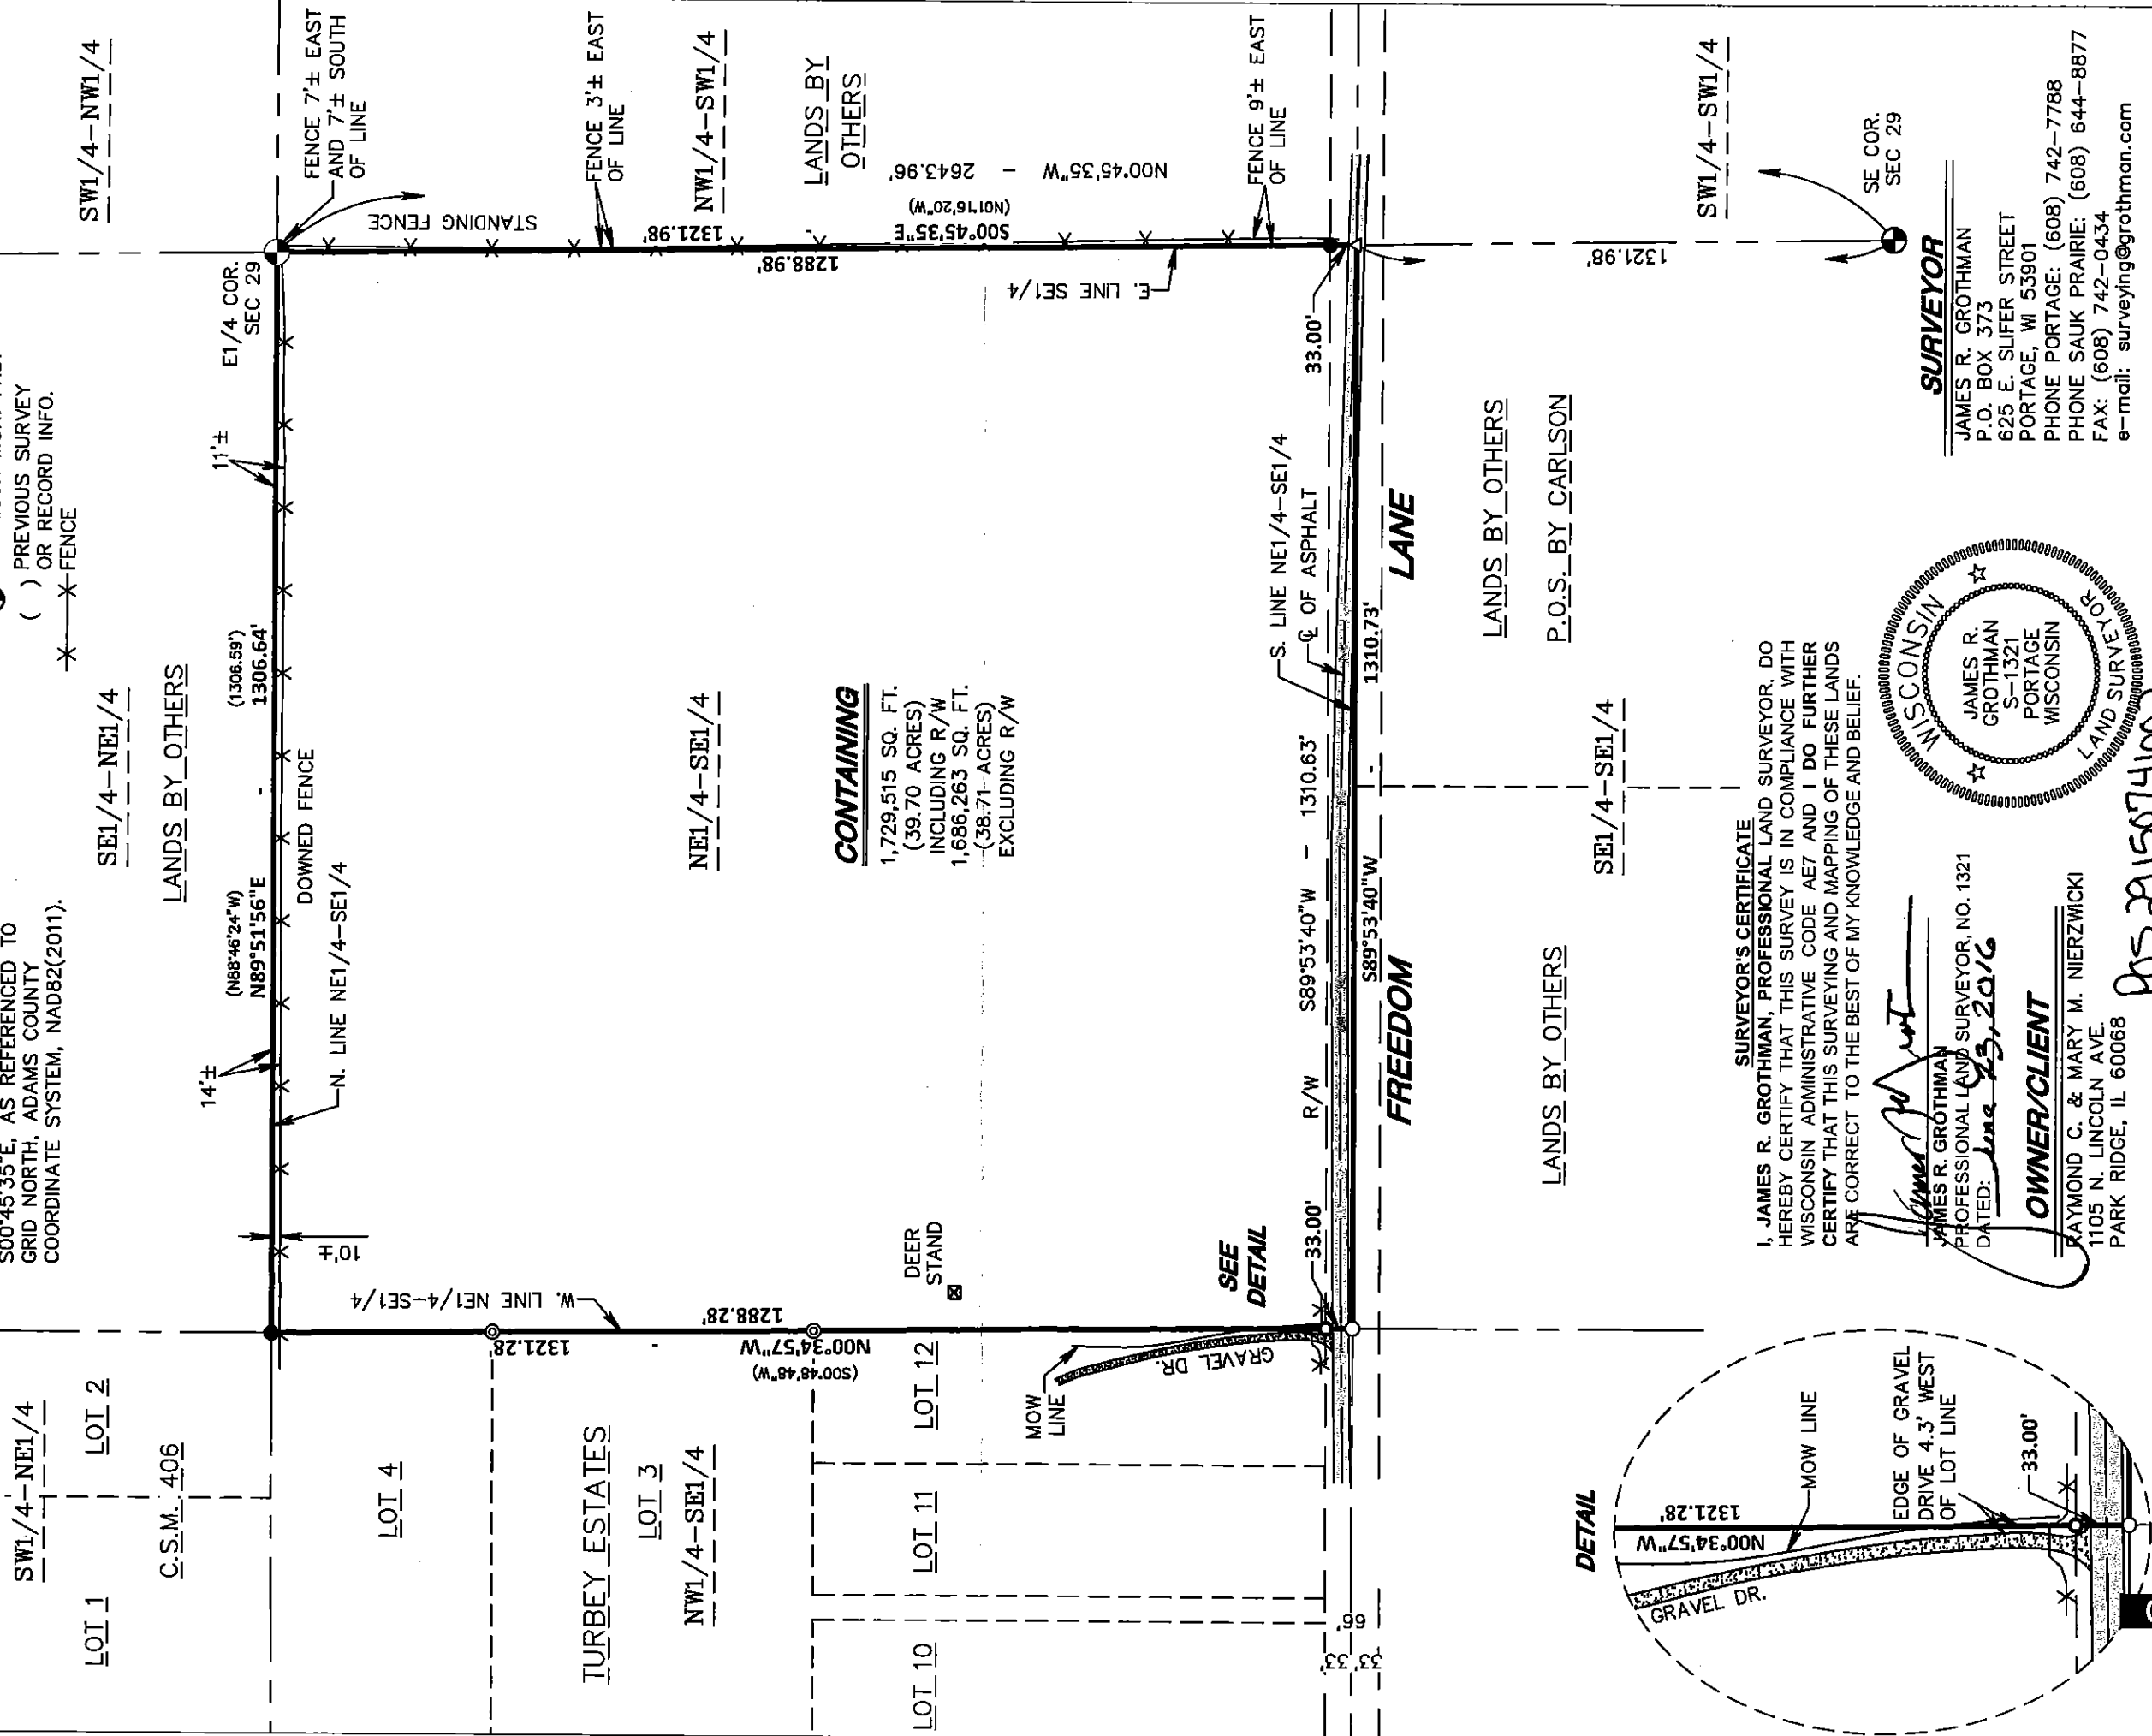 S00°45'35"E, AS REFERENCED TO
GRID NORTH, ADAMS COUNTY
COORDINATE SYSTEM, NAD82(2011).
( ) PREVIOUS SURVEY
OR RECORD INFO.
FENCE
SW1/4-NE1/4
LOT 1
LOT 2
C.S.M. 406
SE1/4-NE1/4
LANDS BY OTHERS
SW1/4-NW1/4
14'±
(N88°46'24"W)
N89°51'56"E
-
(1306.59')
1306.64'
11'±
E1/4 COR.
SEC 29
DOWNED FENCE
N. LINE NE1/4-SE1/4
10'±
FENCE 7'± EAST
AND 7'± SOUTH
OF LINE
STANDING FENCE
FENCE 3'± EAST
OF LINE
1321.98'
-
S00°45'35"E
(N01°16'20"W)
1288.98'
E. LINE SE1/4
NW1/4-SW1/4
LANDS BY
OTHERS
N00°45'35"W - 2643.96'
FENCE 9'± EAST
OF LINE
33.00'
W. LINE NE1/4-SE1/4
1321.28'
-
N00°34'57"W
(S00°48'48"W)
1288.28'
LOT 4
TURBEY ESTATES
LOT 3
NW1/4-SE1/4
LOT 10
LOT 11
LOT 12
MOW
LINE
GRAVEL DR.
DEER
STAND
SEE
DETAIL
33.00'
NE1/4-SE1/4
CONTAINING
1,729,515 SQ. FT.
(39.70 ACRES)
INCLUDING R/W
1,686,263 SQ. FT.
(38.71 ACRES)
EXCLUDING R/W
S. LINE NE1/4-SE1/4
℄ OF ASPHALT
R/W S89°53'40"W - 1310.63'
S89°53'40"W - 1310.73'
FREEDOM LANE
66'
33' 33'
LANDS BY OTHERS
SE1/4-SE1/4
LANDS BY OTHERS
P.O.S. BY CARLSON
SW1/4-SW1/4
1321.98'
SE COR.
SEC 29
DETAIL
N00°34'57"W
1321.28'
MOW LINE
GRAVEL DR.
EDGE OF GRAVEL
DRIVE 4.3' WEST
OF LOT LINE
33.00'
SURVEYOR'S CERTIFICATE
I, JAMES R. GROTHMAN, PROFESSIONAL LAND SURVEYOR, DO
HEREBY CERTIFY THAT THIS SURVEY IS IN COMPLIANCE WITH
WISCONSIN ADMINISTRATIVE CODE AE7 AND I DO FURTHER
CERTIFY THAT THIS SURVEYING AND MAPPING OF THESE LANDS
ARE CORRECT TO THE BEST OF MY KNOWLEDGE AND BELIEF.
JAMES R. GROTHMAN
PROFESSIONAL LAND SURVEYOR, NO. 1321
DATED: June 23, 2016
OWNER/CLIENT
RAYMOND C. & MARY M. NIERZWICKI
1105 N. LINCOLN AVE.
PARK RIDGE, IL 60068
WISCONSIN
JAMES R.
GROTHMAN
S-1321
PORTAGE
WISCONSIN
LAND SURVEYOR
SURVEYOR
JAMES R. GROTHMAN
P.O. BOX 373
625 E. SLIFER STREET
PORTAGE, WI 53901
PHONE PORTAGE: (608) 742-7788
PHONE SAUK PRAIRIE: (608) 644-8877
FAX: (608) 742-0434
e-mail: surveying@grothman.com